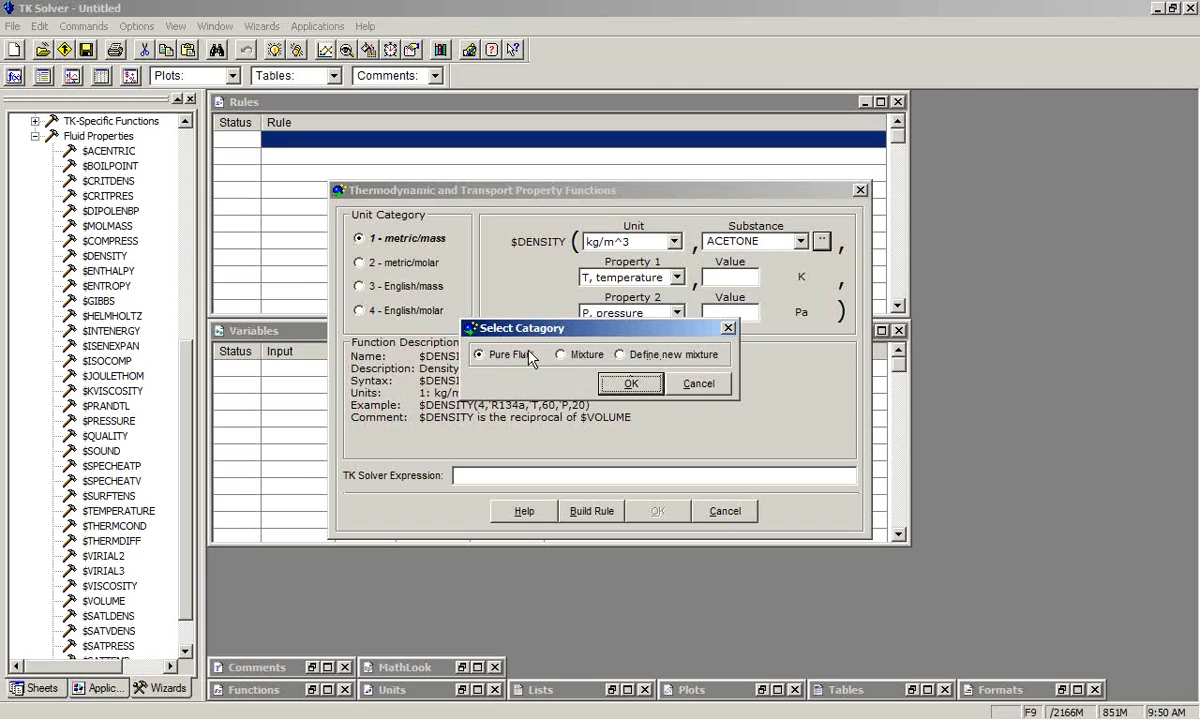 TK Solver - Untitled
File Edit Commands Options View Window Wizards Applications Help
Plots: Tables: Comments:
TK-Specific Functions
Fluid Properties
$ACENTRIC
$BOILPOINT
$CRITDENS
$CRITPRES
$DIPOLENBP
$MOLMASS
$COMPRESS
$DENSITY
$ENTHALPY
$ENTROPY
$GIBBS
$HELMHOLTZ
$INTENERGY
$ISENEXPAN
$ISOCOMP
$JOULETHOM
$KVISCOSITY
$PRANDTL
$PRESSURE
$QUALITY
$SOUND
$SPECHEATP
$SPECHEATV
$SURFTENS
$TEMPERATURE
$THERMCOND
$THERMDIFF
$VIRIAL2
$VIRIAL3
$VISCOSITY
$VOLUME
$SATLDENS
$SATVDENS
$SATPRESS
Sheets Applic... Wizards
Rules
Status Rule
Variables
Status Input
Thermodynamic and Transport Property Functions
Unit Category
1 - metric/mass
2 - metric/molar
3 - English/mass
4 - English/molar
Unit Substance
$DENSITY ( kg/m^3 , ACETONE .. ,
Property 1 Value
T, temperature , K ,
Property 2 Value
P, pressure Pa )
Select Catagory
Pure Flui Mixture Define new mixture
OK Cancel
Function Description
Name: $DENSI
Description: Density
Syntax: $DENSI
Units: 1: kg/m
Example: $DENSITY(4,'R134a,'T,60,'P,20)
Comment: $DENSITY is the reciprocal of $VOLUME
TK Solver Expression:
Help Build Rule OK Cancel
Comments MathLook
Functions Units Lists Plots Tables Formats
F9 /2166M 851M 9:50 AM